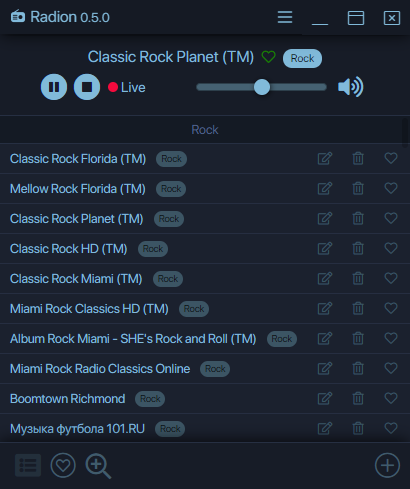 Radion 0.5.0
Classic Rock Planet (TM) Rock
Live
Rock
Classic Rock Florida (TM) Rock
Mellow Rock Florida (TM) Rock
Classic Rock Planet (TM) Rock
Classic Rock HD (TM) Rock
Classic Rock Miami (TM) Rock
Miami Rock Classics HD (TM) Rock
Album Rock Miami - SHE's Rock and Roll (TM) Rock
Miami Rock Radio Classics Online Rock
Boomtown Richmond Rock
Музыка футбола 101.RU Rock